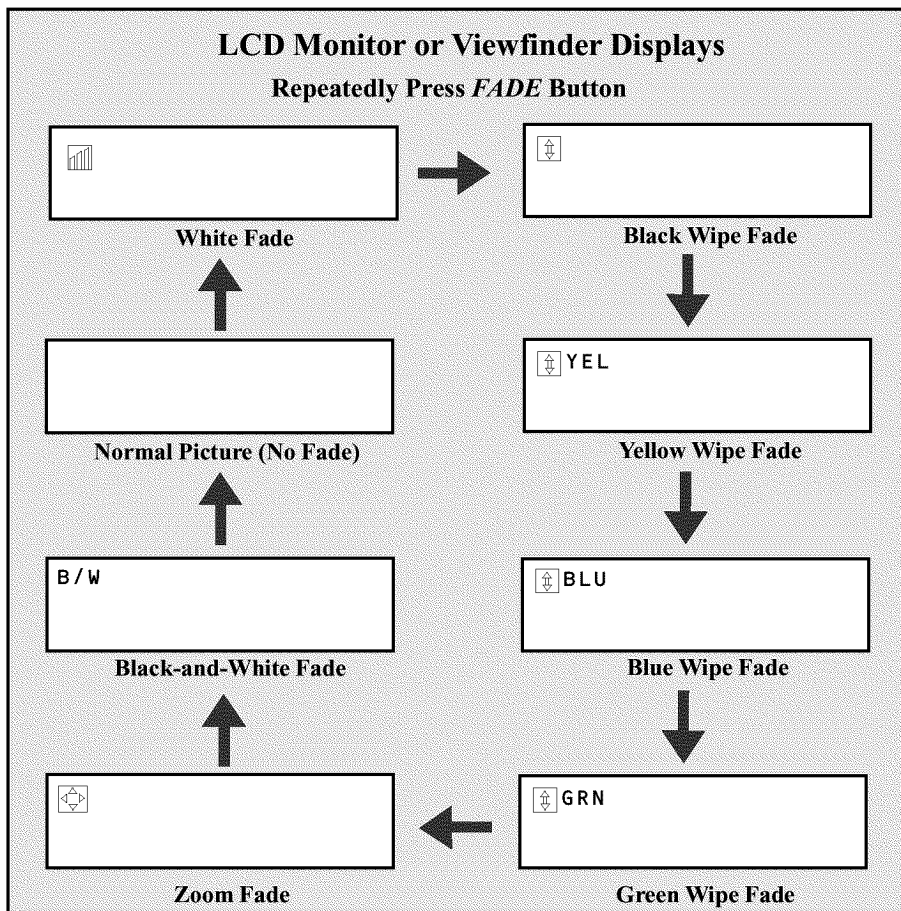 LCD Monitor or Viewfinder Displays
Repeatedly Press FADE Button
White Fade
Black Wipe Fade
Normal Picture (No Fade)
YEL
Yellow Wipe Fade
B/W
Black-and-White Fade
BLU
Blue Wipe Fade
Zoom Fade
GRN
Green Wipe Fade